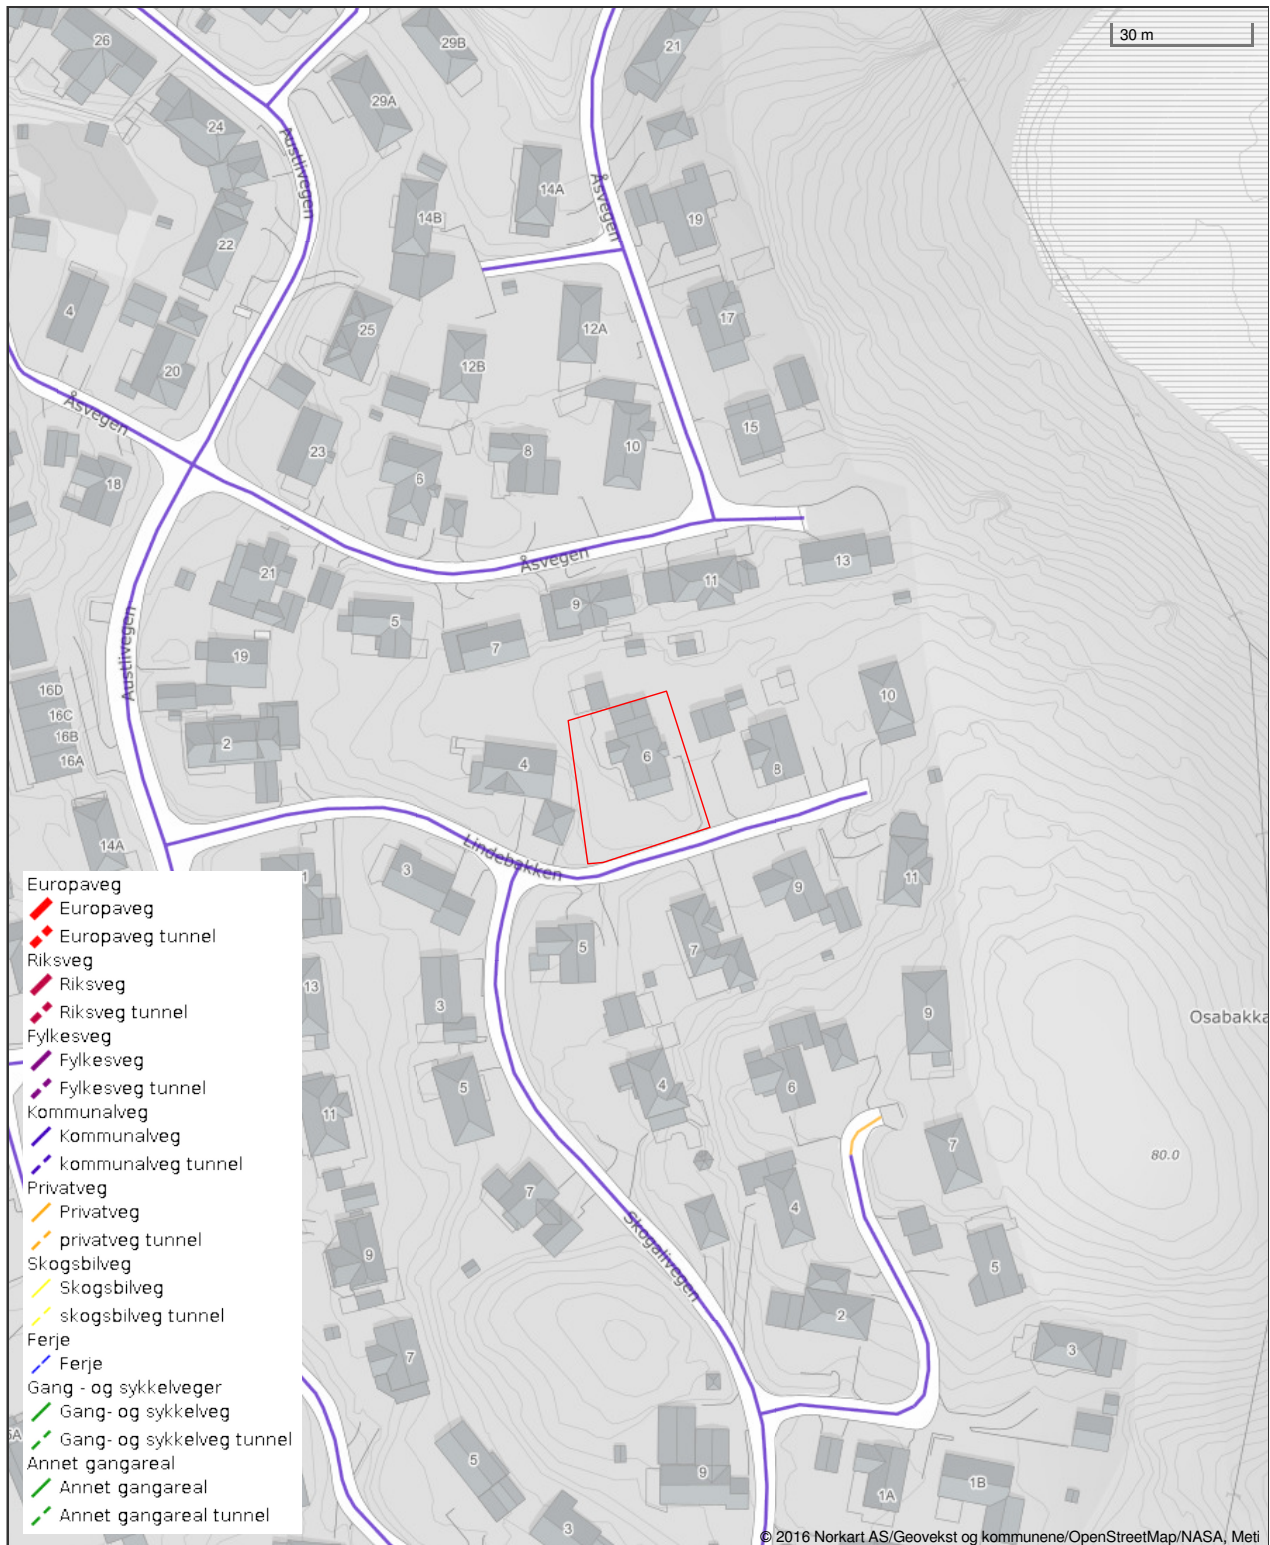 30 m
26
29B
21
29A
24
Austlivegen
14A
Åsvegen
14B
19
22
4
25
12A
17
12B
20
Åsvegen
15
8
10
23
6
18
Åsvegen
13
21
11
9
5
7
19
Austlivegen
16D
16C
16B
16A
10
2
6
4
8
14A
Lindebakken
3
1
9
11
5
7
13
3
9
Osabakka
5
4
6
11
7
80.0
7
4
Skogalivegen
9
5
2
7
3
5A
5
9
1A
1B
3
Europaveg
Europaveg
Europaveg tunnel
Riksveg
Riksveg
Riksveg tunnel
Fylkesveg
Fylkesveg
Fylkesveg tunnel
Kommunalveg
Kommunalveg
kommunalveg tunnel
Privatveg
Privatveg
privatveg tunnel
Skogsbilveg
Skogsbilveg
skogsbilveg tunnel
Ferje
Ferje
Gang - og sykkelveger
Gang- og sykkelveg
Gang- og sykkelveg tunnel
Annet gangareal
Annet gangareal
Annet gangareal tunnel
© 2016 Norkart AS/Geovekst og kommunene/OpenStreetMap/NASA, Meti